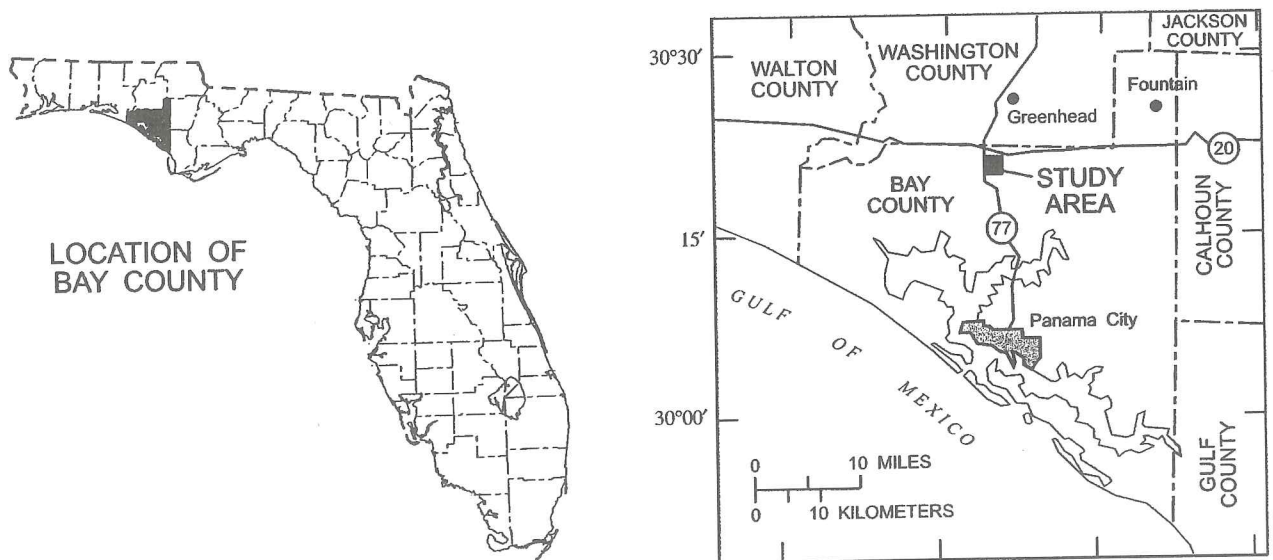 LOCATION OF
BAY COUNTY
JACKSON
COUNTY
30°30′
WASHINGTON
COUNTY
WALTON
COUNTY
Fountain
Greenhead
20
STUDY
AREA
BAY
COUNTY
77
CALHOUN
COUNTY
15′
GULF OF MEXICO
Panama City
30°00′
0 10 MILES
0 10 KILOMETERS
GULF
COUNTY